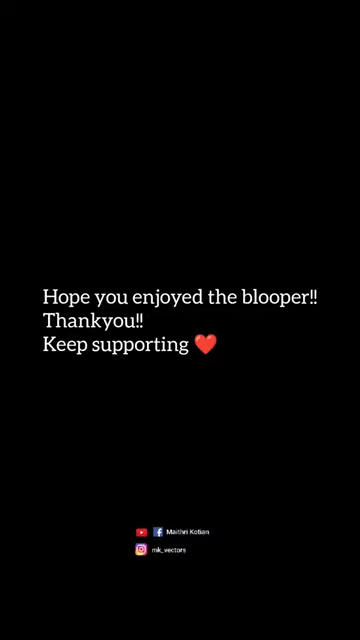 Hope you enjoyed the blooper!!
Thankyou!!
Keep supporting ❤️
Maithri Kotian
mk_vectors